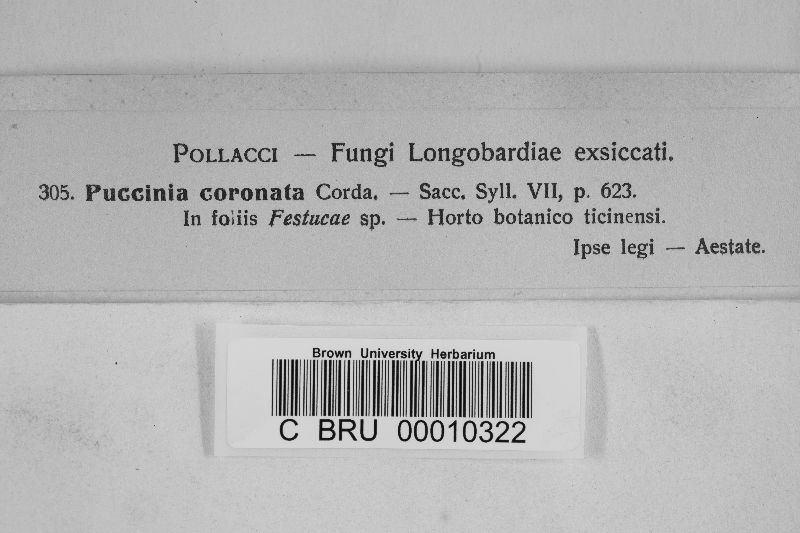 POLLACCI — Fungi Longobardiae exsiccati.
305. Puccinia coronata Corda. — Sacc. Syll. VII, p. 623.
In foliis Festucae sp. — Horto botanico ticinensi.
Ipse legi — Aestate.
Brown University Herbarium
C BRU 00010322